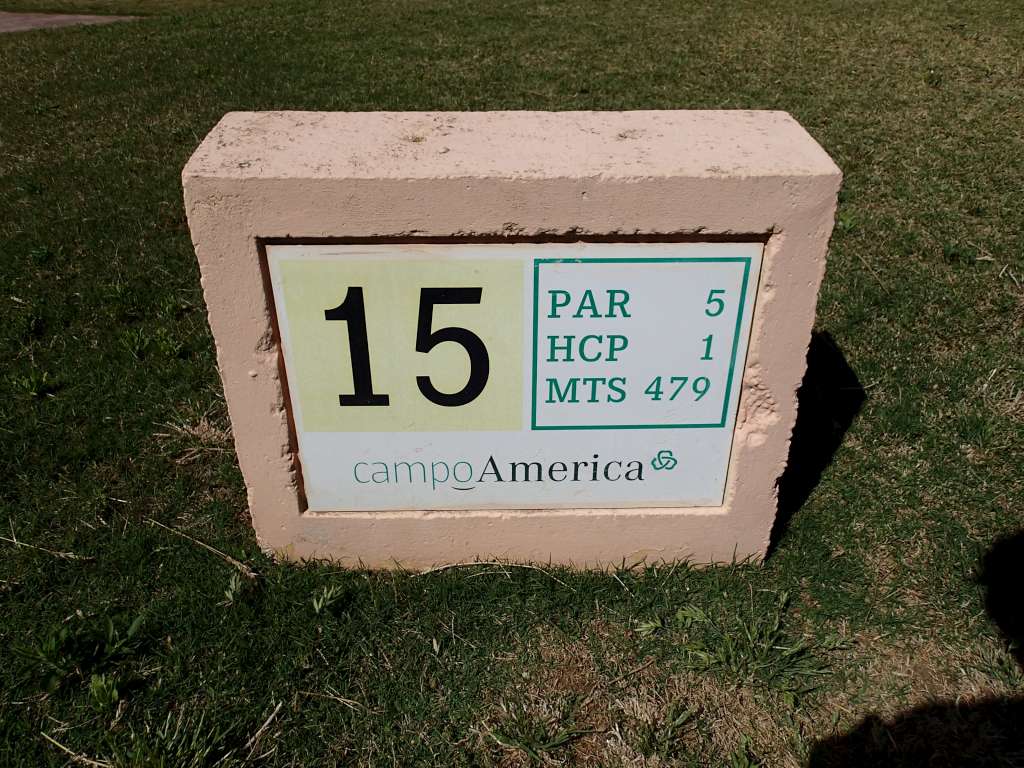 15
PAR 5
HCP 1
MTS 479
campoAmerica